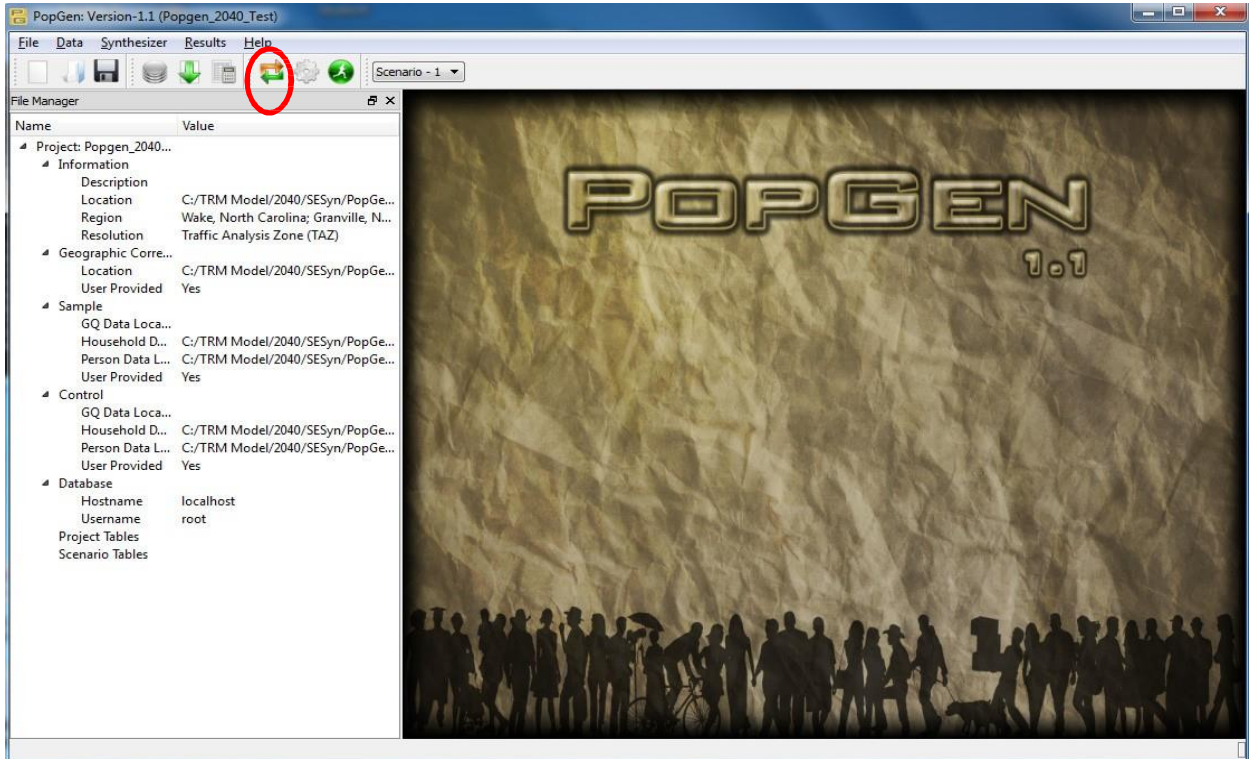 PopGen: Version-1.1 (Popgen_2040_Test)
File Data Synthesizer Results Help
Scenario - 1
File Manager
Name Value
Project: Popgen_2040...
Information
Description
Location C:/TRM Model/2040/SESyn/PopGe...
Region Wake, North Carolina; Granville, N...
Resolution Traffic Analysis Zone (TAZ)
Geographic Corre...
Location C:/TRM Model/2040/SESyn/PopGe...
User Provided Yes
Sample
GQ Data Loca...
Household D... C:/TRM Model/2040/SESyn/PopGe...
Person Data L... C:/TRM Model/2040/SESyn/PopGe...
User Provided Yes
Control
GQ Data Loca...
Household D... C:/TRM Model/2040/SESyn/PopGe...
Person Data L... C:/TRM Model/2040/SESyn/PopGe...
User Provided Yes
Database
Hostname localhost
Username root
Project Tables
Scenario Tables
PopGen
1.1